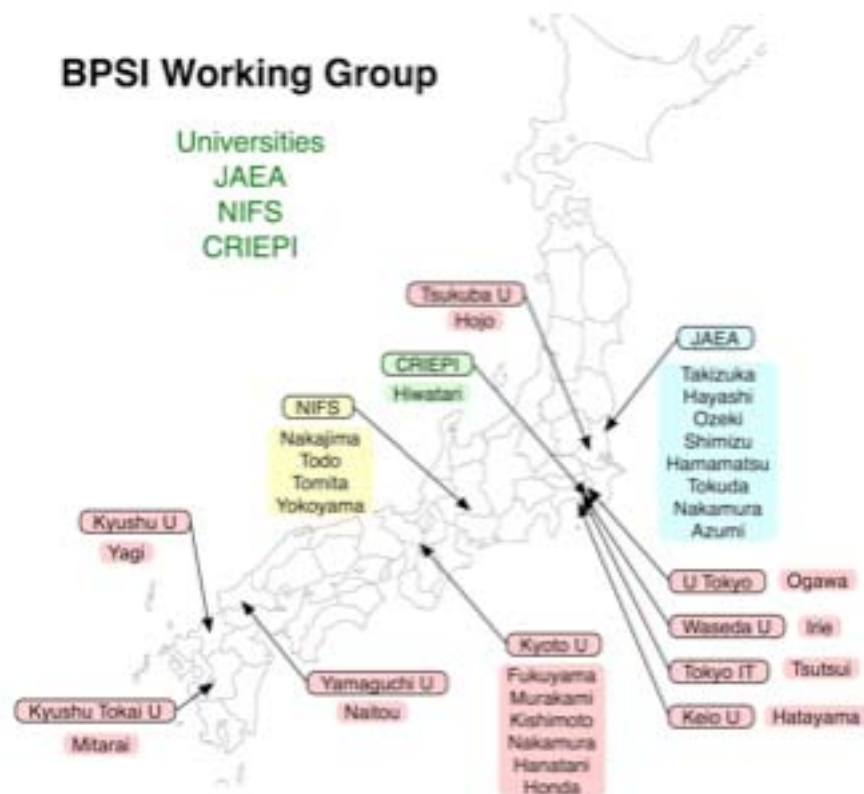 BPSI Working Group
Universities
JAEA
NIFS
CRIEPI
Tsukuba U
Hojo
JAEA
Takizuka
Hayashi
Ozeki
Shimizu
Hamamatsu
Tokuda
Nakamura
Azumi
CRIEPI
Hiwatari
NIFS
Nakajima
Todo
Tomita
Yokoyama
Kyushu U
Yagi
U Tokyo Ogawa
Waseda U Irie
Tokyo IT Tsutsui
Keio U Hatayama
Kyoto U
Fukuyama
Murakami
Kishimoto
Nakamura
Hanatani
Honda
Yamaguchi U
Naitou
Kyushu Tokai U
Mitarai